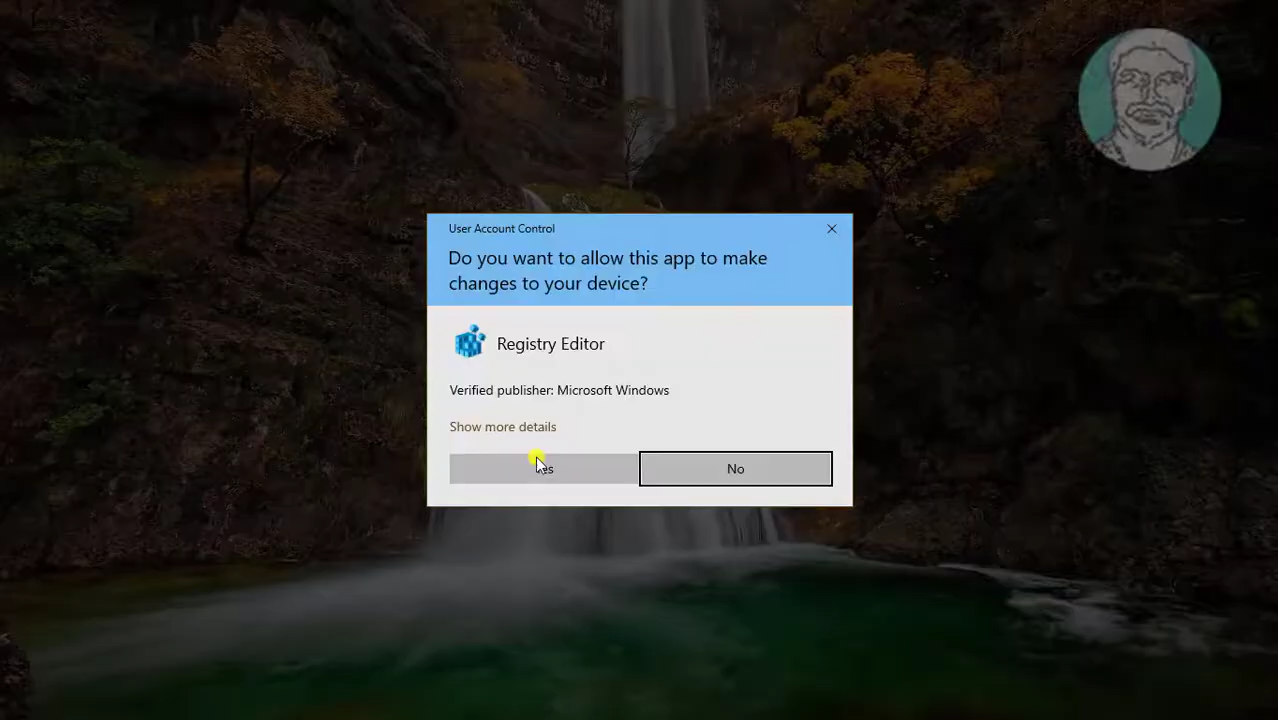 User Account Control
Do you want to allow this app to make
changes to your device?
Registry Editor
Verified publisher: Microsoft Windows
Show more details
Yes
No